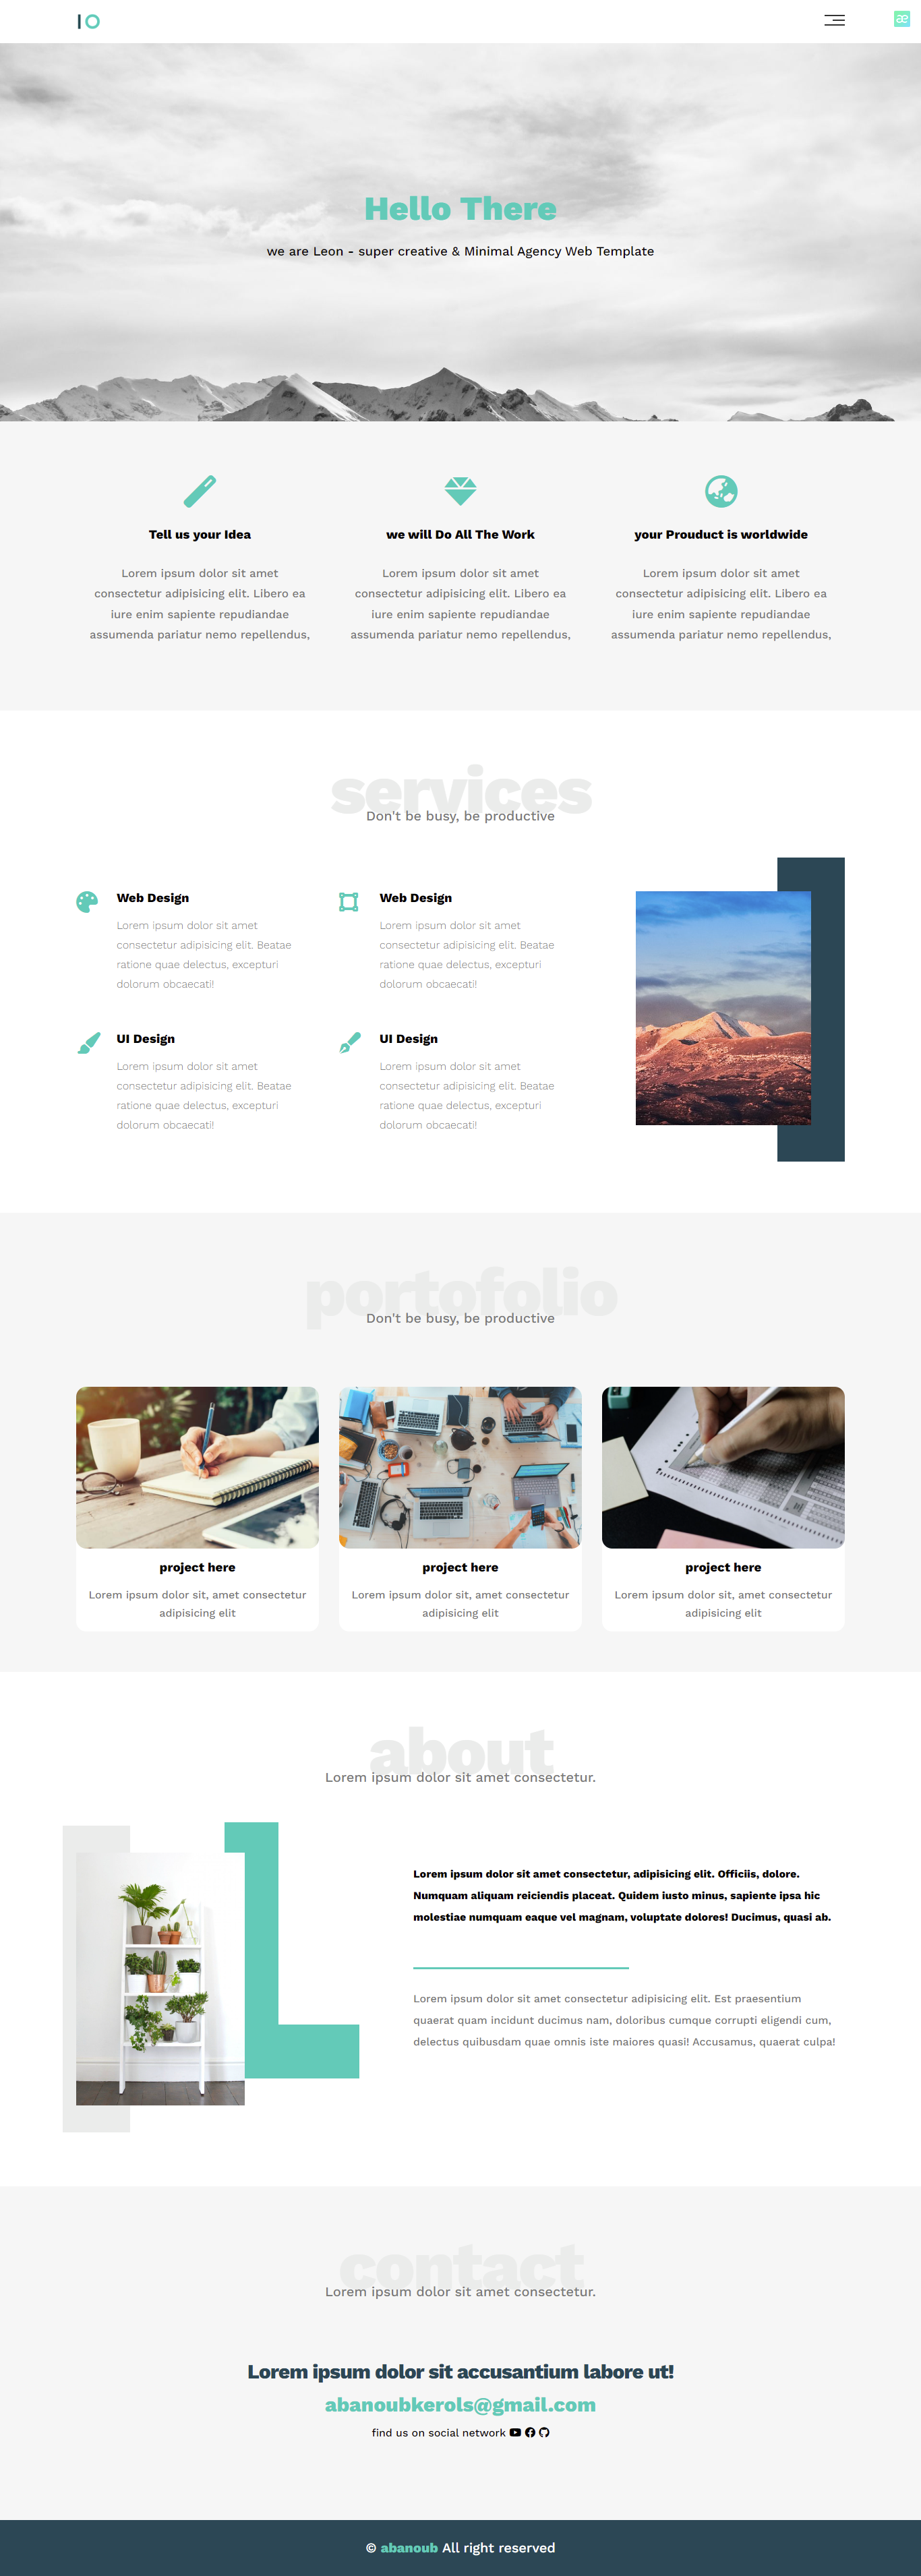 IO
æ
Hello There
we are Leon - super creative & Minimal Agency Web Template
Tell us your Idea
Lorem ipsum dolor sit amet
consectetur adipisicing elit. Libero ea
iure enim sapiente repudiandae
assumenda pariatur nemo repellendus,
we will Do All The Work
Lorem ipsum dolor sit amet
consectetur adipisicing elit. Libero ea
iure enim sapiente repudiandae
assumenda pariatur nemo repellendus,
your Prouduct is worldwide
Lorem ipsum dolor sit amet
consectetur adipisicing elit. Libero ea
iure enim sapiente repudiandae
assumenda pariatur nemo repellendus,
services
Don't be busy, be productive
Web Design
Lorem ipsum dolor sit amet
consectetur adipisicing elit. Beatae
ratione quae delectus, excepturi
dolorum obcaecati!
Web Design
Lorem ipsum dolor sit amet
consectetur adipisicing elit. Beatae
ratione quae delectus, excepturi
dolorum obcaecati!
UI Design
Lorem ipsum dolor sit amet
consectetur adipisicing elit. Beatae
ratione quae delectus, excepturi
dolorum obcaecati!
UI Design
Lorem ipsum dolor sit amet
consectetur adipisicing elit. Beatae
ratione quae delectus, excepturi
dolorum obcaecati!
portofolio
Don't be busy, be productive
project here
Lorem ipsum dolor sit, amet consectetur
adipisicing elit
project here
Lorem ipsum dolor sit, amet consectetur
adipisicing elit
project here
Lorem ipsum dolor sit, amet consectetur
adipisicing elit
about
Lorem ipsum dolor sit amet consectetur.
Lorem ipsum dolor sit amet consectetur, adipisicing elit. Officiis, dolore.
Numquam aliquam reiciendis placeat. Quidem iusto minus, sapiente ipsa hic
molestiae numquam eaque vel magnam, voluptate dolores! Ducimus, quasi ab.
Lorem ipsum dolor sit amet consectetur adipisicing elit. Est praesentium
quaerat quam incidunt ducimus nam, doloribus cumque corrupti eligendi cum,
delectus quibusdam quae omnis iste maiores quasi! Accusamus, quaerat culpa!
contact
Lorem ipsum dolor sit amet consectetur.
Lorem ipsum dolor sit accusantium labore ut!
abanoubkerols@gmail.com
find us on social network
© abanoub All right reserved